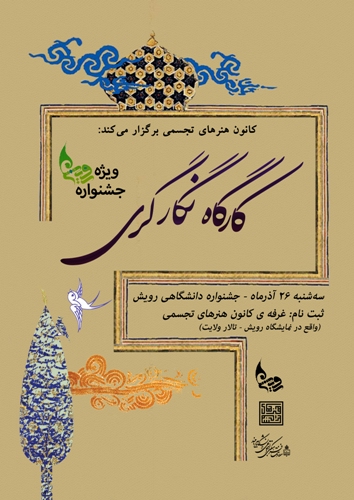 کانون هنرهای تجسمی برگزار می‌کند:
ویژه رویش
جشنواره
کارگاه نگارگری
سه‌شنبه ۲۶ آذرماه - جشنواره دانشگاهی رویش
ثبت نام: غرفه ی کانون هنرهای تجسمی
(واقع در نمایشگاه رویش - تالار ولایت)
رویش